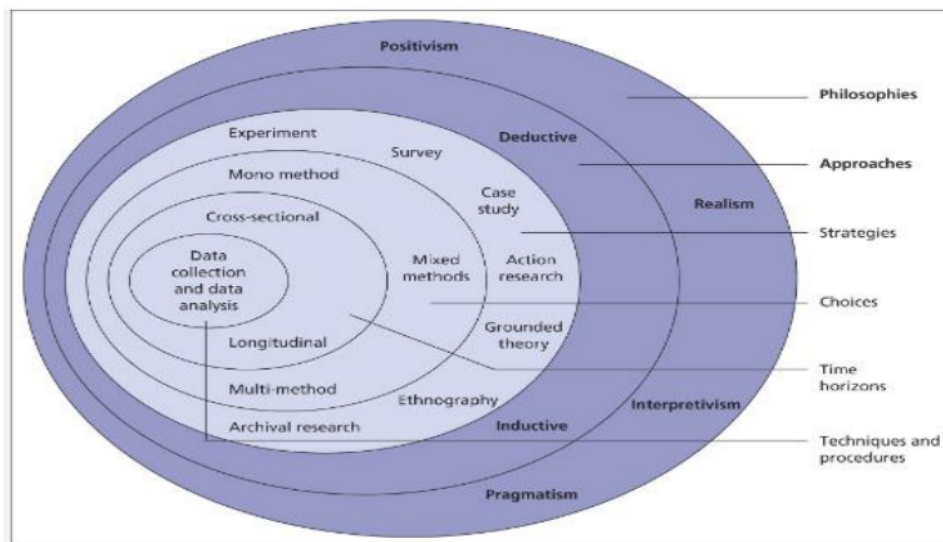 Positivism
Philosophies
Experiment
Deductive
Survey
Approaches
Mono method
Case
study
Realism
Cross-sectional
Strategies
Data
collection
and data
analysis
Mixed
methods
Action
research
Choices
Grounded
theory
Longitudinal
Time
horizons
Multi-method
Ethnography
Interpretivism
Archival research
Inductive
Techniques and
procedures
Pragmatism